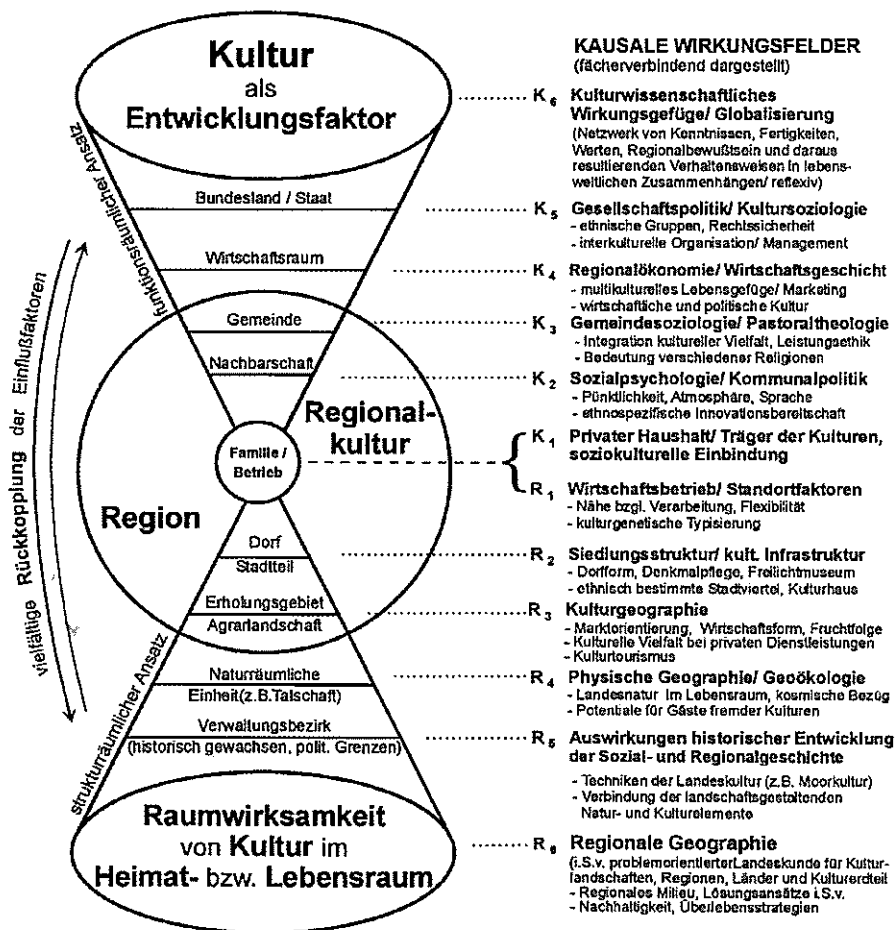 Kultur
als
Entwicklungsfaktor
funktionsräumlicher Ansatz
Bundesland / Staat
Wirtschaftsraum
Gemeinde
Nachbarschaft
Regional-
kultur
Familie /
Betrieb
Region
Dorf
Stadtteil
Erholungsgebiet
Agrarlandschaft
Naturräumliche
Einheit(z.B.Talschaft)
Verwaltungsbezirk
(historisch gewachsen, polit. Grenzen)
strukturräumlicher Ansatz
Raumwirksamkeit
von Kultur im
Heimat- bzw. Lebensraum
vielfältige Rückkopplung der Einflußfaktoren
KAUSALE WIRKUNGSFELDER
(fächerverbindend dargestellt)
K6 Kulturwissenschaftliches
Wirkungsgefüge/ Globalisierung
(Netzwerk von Kenntnissen, Fertigkeiten,
Werten, Regionalbewußtsein und daraus
resultierenden Verhaltensweisen in lebens-
weltlichen Zusammenhängen/ reflexiv)
K5 Gesellschaftspolitik/ Kultursoziologie
- ethnische Gruppen, Rechtssicherheit
- interkulturelle Organisation/ Management
K4 Regionalökonomie/ Wirtschaftsgeschicht
- multikulturelles Lebensgefüge/ Marketing
- wirtschaftliche und politische Kultur
K3 Gemeindesoziologie/ Pastoraltheologie
- Integration kultureller Vielfalt, Leistungsethik
- Bedeutung verschiedener Religionen
K2 Sozialpsychologie/ Kommunalpolitik
- Pünktlichkeit, Atmosphäre, Sprache
- ethnospezifische Innovationsbereitschaft
K1 Privater Haushalt/ Träger der Kulturen,
soziokulturelle Einbindung
R1 Wirtschaftsbetrieb/ Standortfaktoren
- Nähe bzgl. Verarbeitung, Flexibilität
- kulturgenetische Typisierung
R2 Siedlungsstruktur/ kult. Infrastruktur
- Dorfform, Denkmalpflege, Freilichtmuseum
- ethnisch bestimmte Stadtviertel, Kulturhaus
R3 Kulturgeographie
- Marktorientierung, Wirtschaftsform, Fruchtfolge
- Kulturelle Vielfalt bei privaten Dienstleistungen
- Kulturtourismus
R4 Physische Geographie/ Geoökologie
- Landesnatur im Lebensraum, kosmische Bezüg
- Potentiale für Gäste fremder Kulturen
R5 Auswirkungen historischer Entwicklung
der Sozial- und Regionalgeschichte
- Techniken der Landeskultur (z.B. Moorkultur)
- Verbindung der landschaftsgestaltenden
Natur- und Kulturelemente
R6 Regionale Geographie
(i.S.v. problemorientierterLandeskunde für Kultur-
landschaften, Regionen, Länder und Kulturerdteil
- Regionales Milieu, Lösungsansätze i.S.v.
- Nachhaltigkeit, Überlebensstrategien